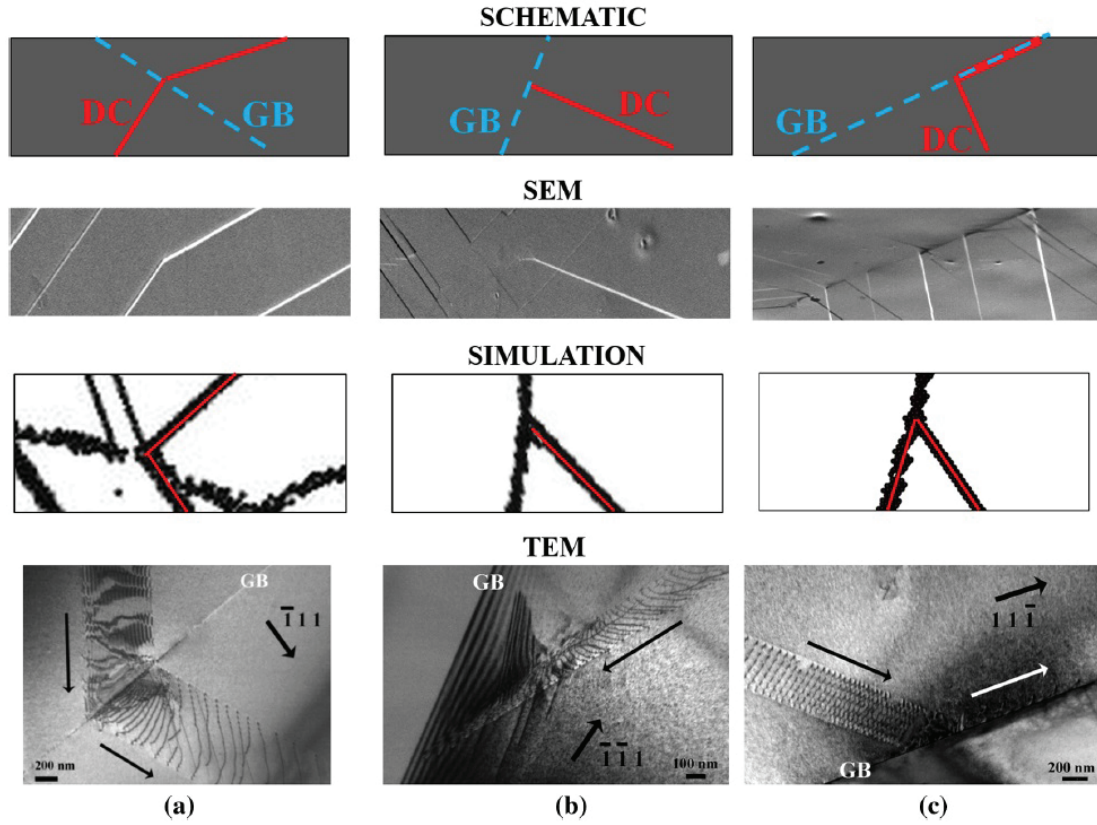 SCHEMATIC
DC
GB
GB
DC
GB
DC
SEM
SIMULATION
TEM
GB
1̅ 1 1
200 nm
GB
1̅ 1̅ 1
100 nm
1 1 1̅
GB
200 nm
(a)
(b)
(c)